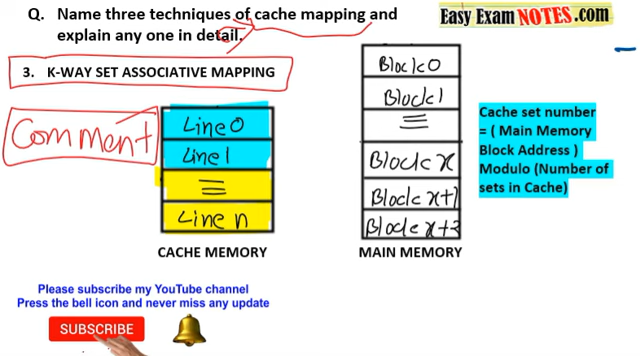 Q. Name three techniques of cache mapping and
explain any one in detail.
Easy Exam NOTES.com
3. K-WAY SET ASSOCIATIVE MAPPING
Comment
Line 0
Line 1
Line n
CACHE MEMORY
Block 0
Block 1
Block x
Block x+1
Block x+2
MAIN MEMORY
Cache set number
= ( Main Memory
Block Address )
Modulo (Number of
sets in Cache)
Please subscribe my YouTube channel
Press the bell icon and never miss any update
SUBSCRIBE